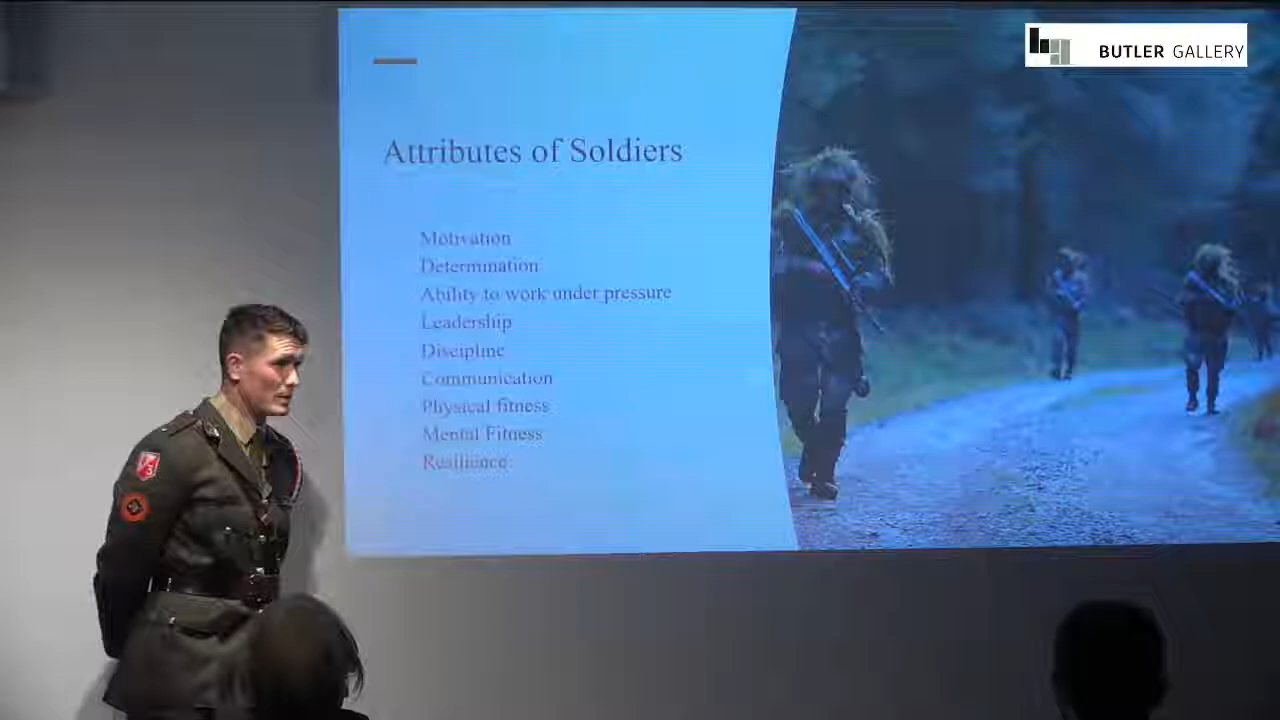 BUTLER GALLERY
Attributes of Soldiers
Motivation
Determination
Ability to work under pressure
Leadership
Discipline
Communication
Physical fitness
Mental Fitness
Resilience